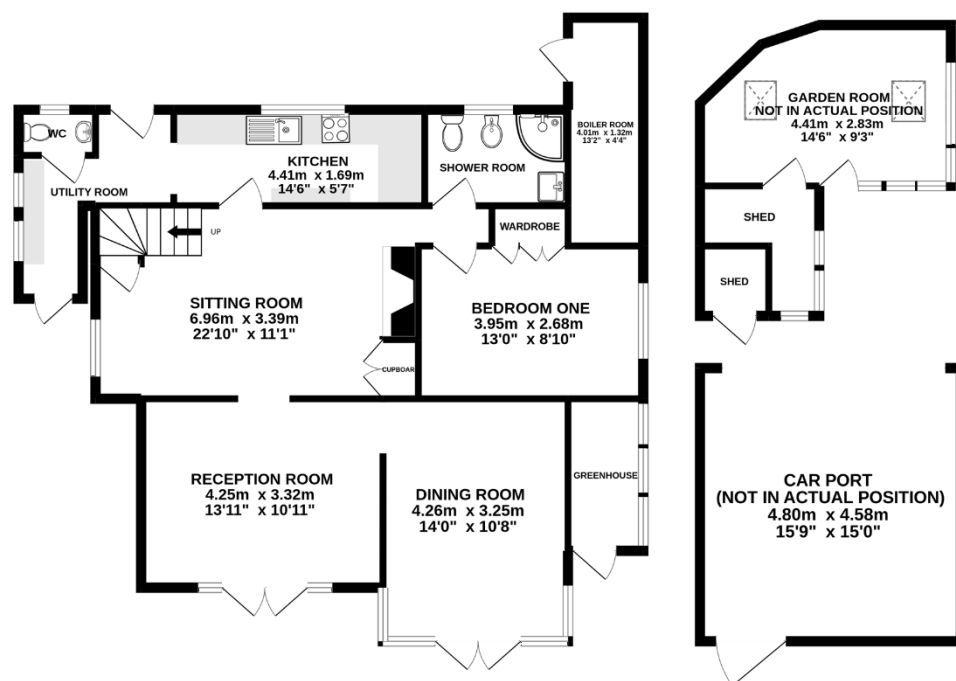 WC
UTILITY ROOM
KITCHEN
4.41m x 1.69m
14'6" x 5'7"
SHOWER ROOM
BOILER ROOM
4.01m x 1.32m
13'2" x 4'4"
UP
WARDROBE
SITTING ROOM
6.96m x 3.39m
22'10" x 11'1"
CUPBOAR
BEDROOM ONE
3.95m x 2.68m
13'0" x 8'10"
RECEPTION ROOM
4.25m x 3.32m
13'11" x 10'11"
DINING ROOM
4.26m x 3.25m
14'0" x 10'8"
GREENHOUSE
GARDEN ROOM
NOT IN ACTUAL POSITION
4.41m x 2.83m
14'6" x 9'3"
SHED
SHED
CAR PORT
(NOT IN ACTUAL POSITION)
4.80m x 4.58m
15'9" x 15'0"